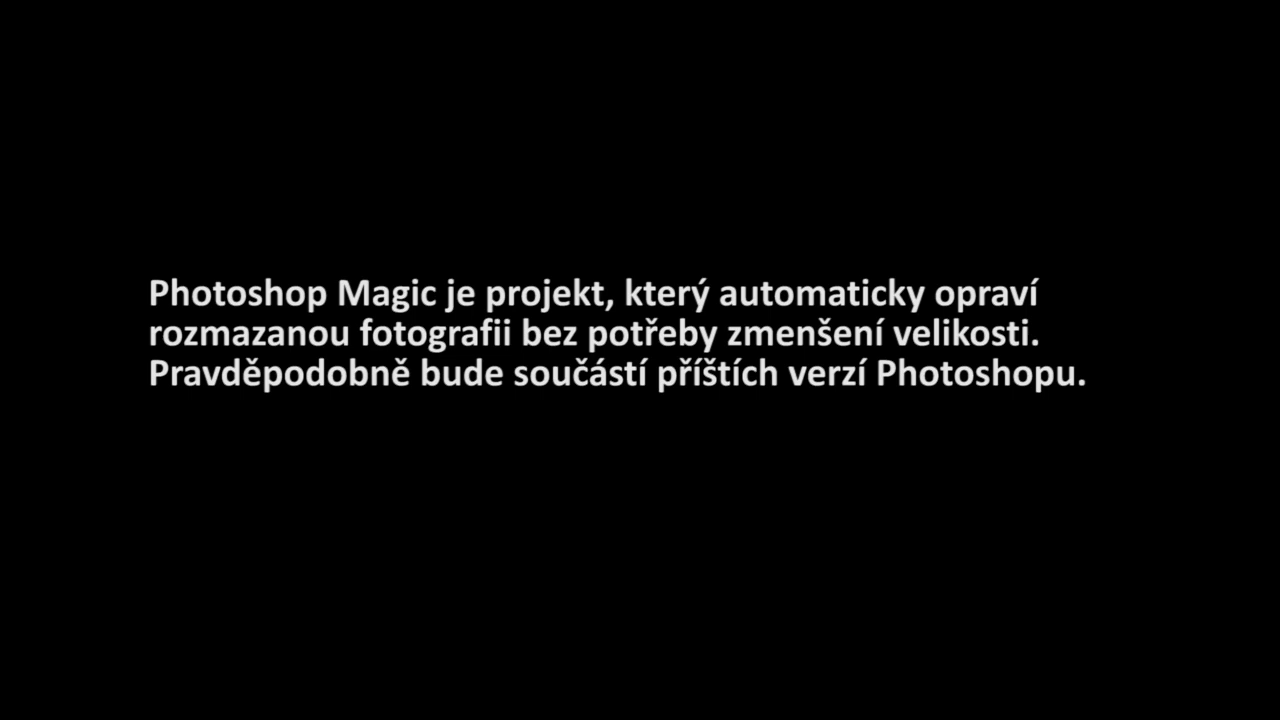 Photoshop Magic je projekt, který automaticky opraví
rozmazanou fotografii bez potřeby zmenšení velikosti.
Pravděpodobně bude součástí příštích verzí Photoshopu.